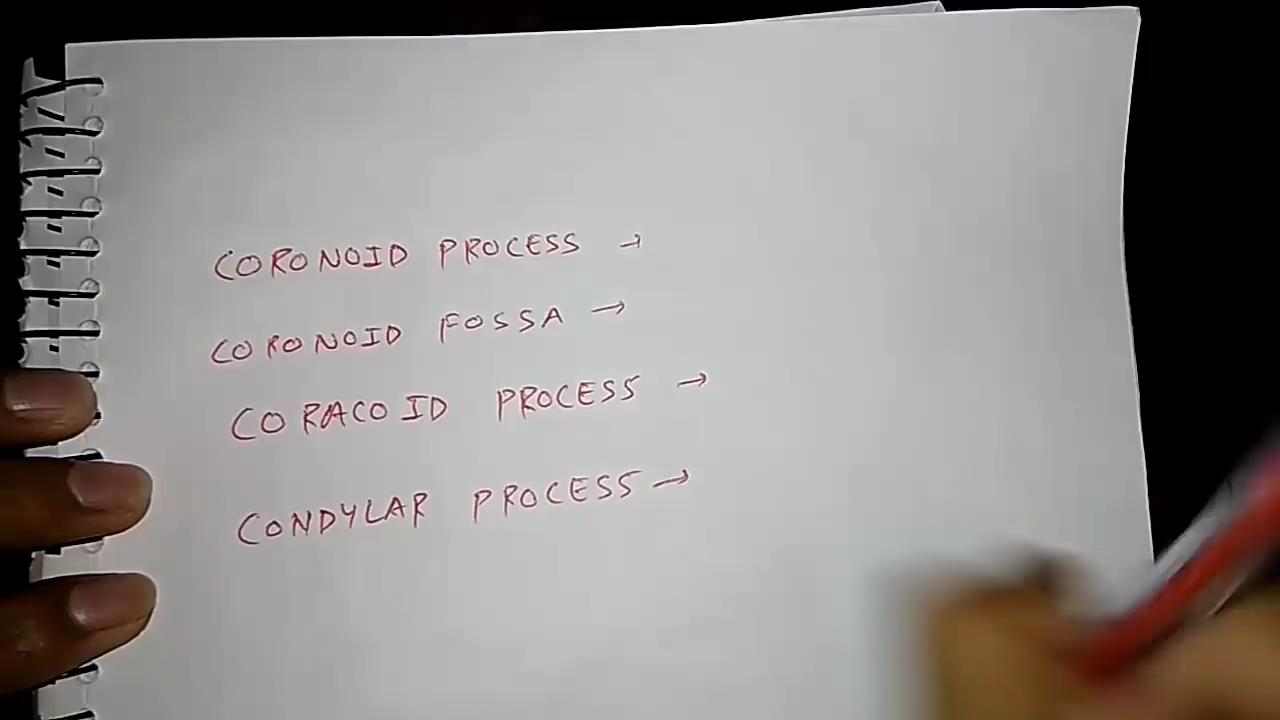 CORONOID PROCESS →
CORONOID FOSSA →
CORACOID PROCESS →
CONDYLAR PROCESS →